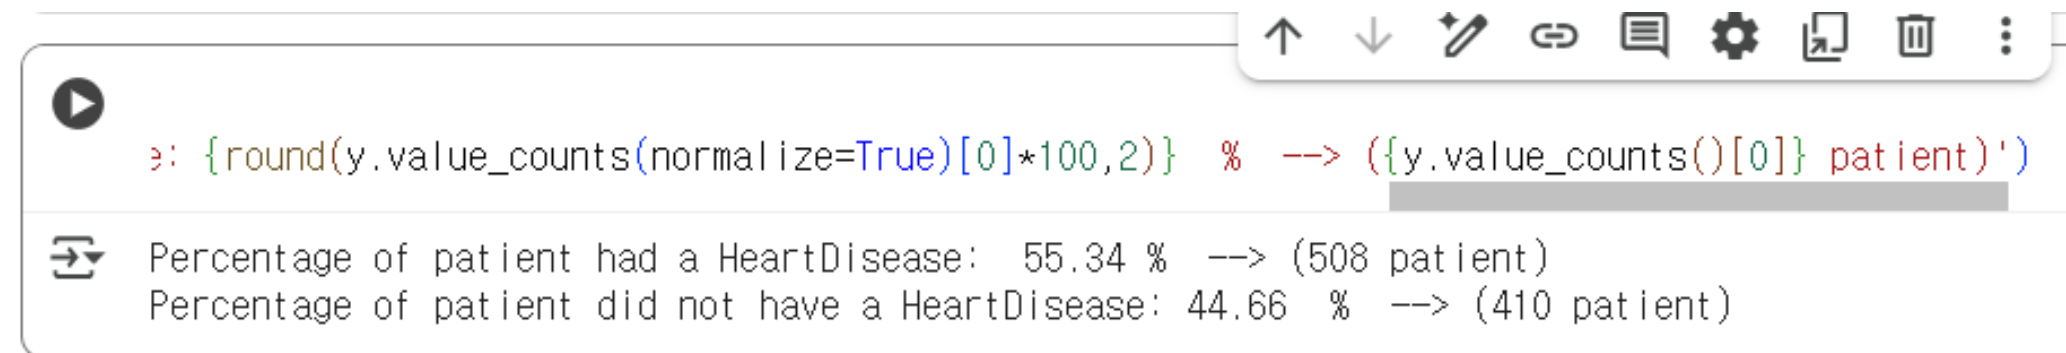 e: {round(y.value_counts(normalize=True)[0]*100,2)}  %  --> ({y.value_counts()[0]} patient)')
Percentage of patient had a HeartDisease:  55.34 %  --> (508 patient)
Percentage of patient did not have a HeartDisease: 44.66  %  --> (410 patient)